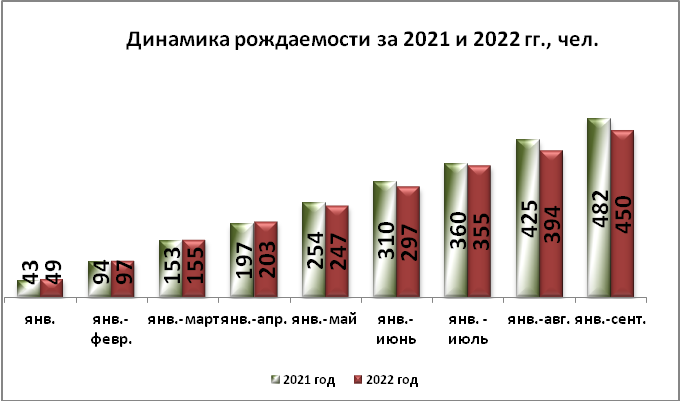 Динамика рождаемости за 2021 и 2022 гг., чел.
43 49 94 97 153 155 197 203 254 247 310 297 360 355 425 394 482 450
янв. янв.- янв.-март янв.-апр. янв.-май янв.- янв. - янв.-авг. янв.-сент.
февр. июнь июль
2021 год 2022 год